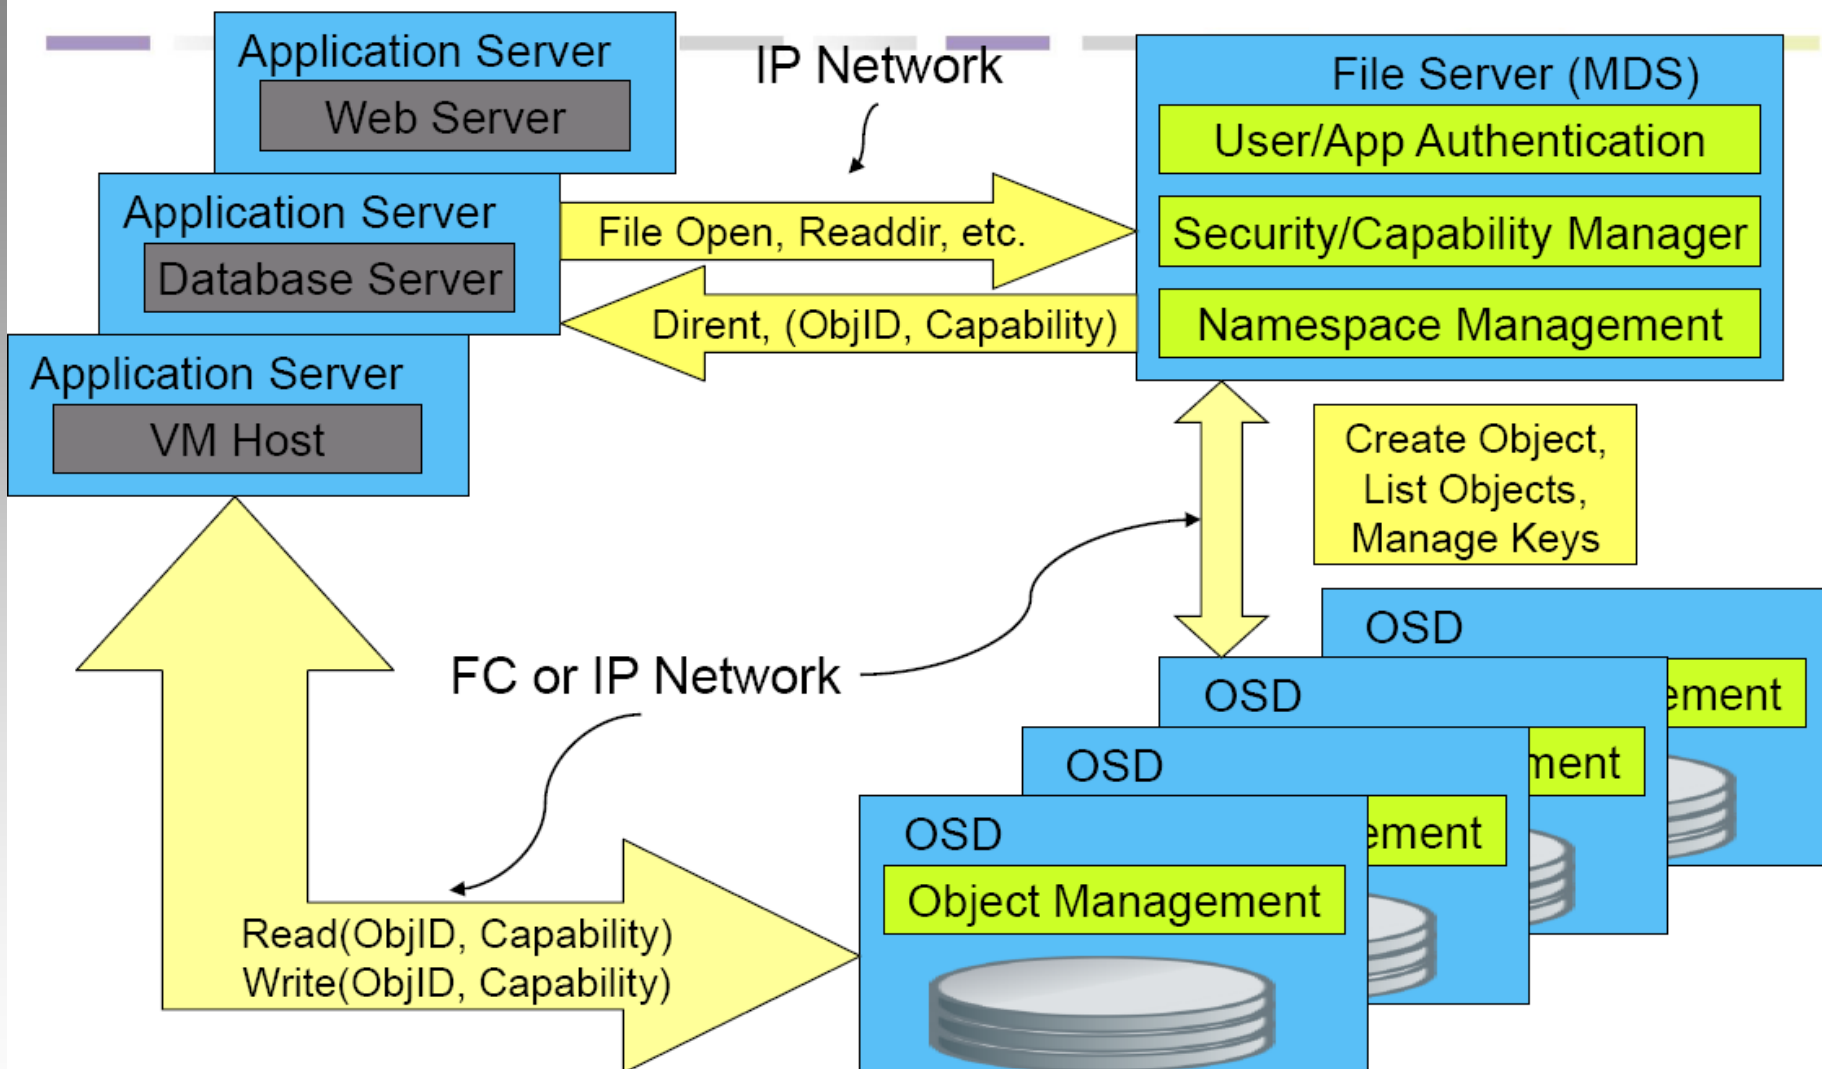 Application Server
Web Server
Application Server
Database Server
Application Server
VM Host
IP Network
File Open, Readdir, etc.
Dirent, (ObjID, Capability)
File Server (MDS)
User/App Authentication
Security/Capability Manager
Namespace Management
Create Object,
List Objects,
Manage Keys
FC or IP Network
Read(ObjID, Capability)
Write(ObjID, Capability)
OSD
ement
OSD
ment
OSD
ement
OSD
Object Management